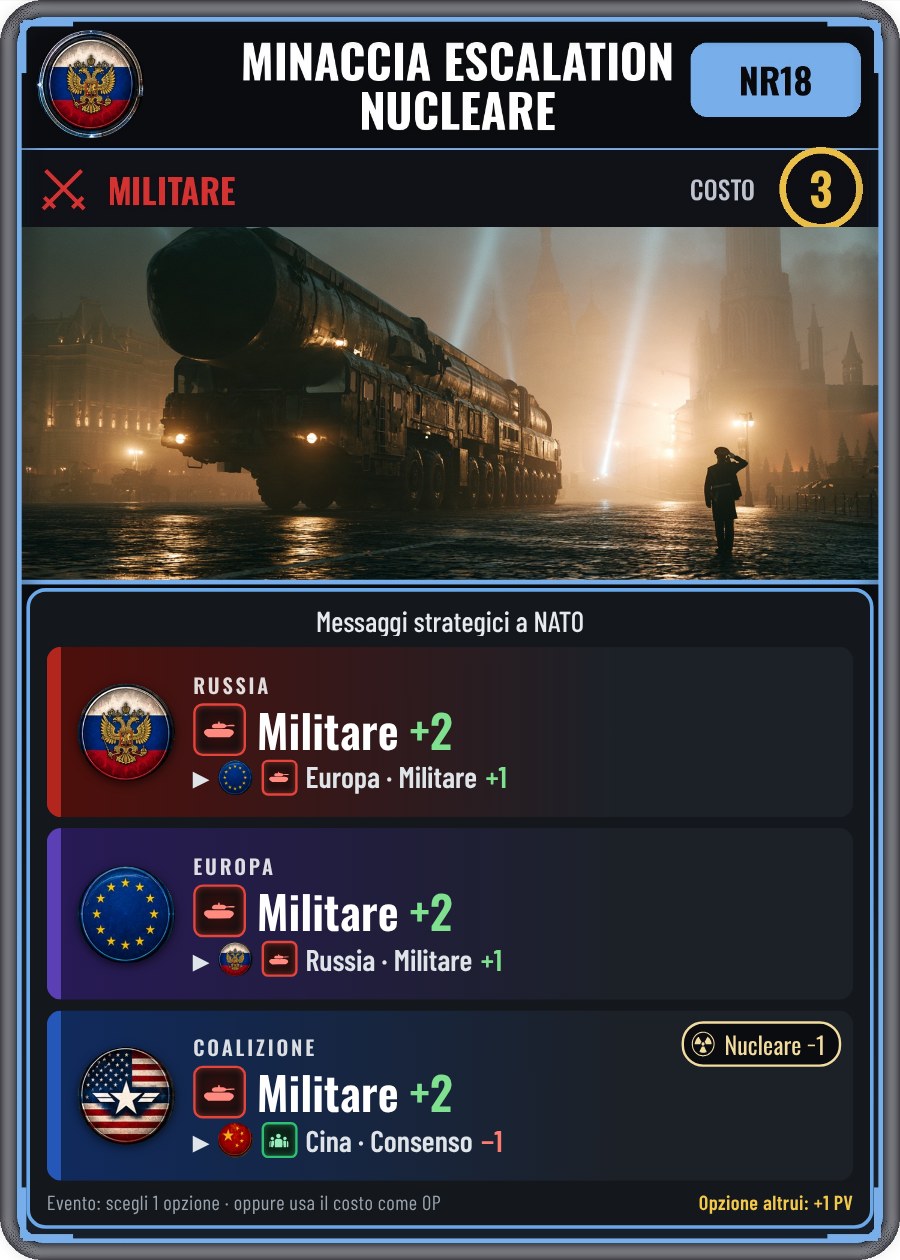 MINACCIA ESCALATION
NUCLEARE
NR18
MILITARE
COSTO
3
Messaggi strategici a NATO
RUSSIA
Militare +2
▶ Europa · Militare +1
EUROPA
Militare +2
▶ Russia · Militare +1
COALIZIONE
Nucleare −1
Militare +2
▶ Cina · Consenso −1
Evento: scegli 1 opzione · oppure usa il costo come OP
Opzione altrui: +1 PV